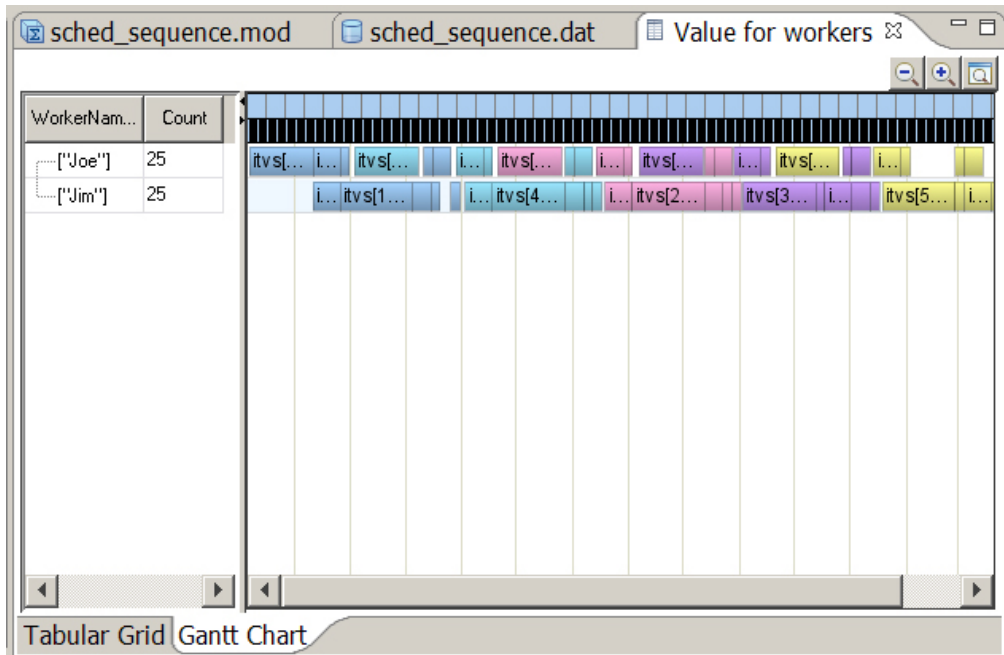 sched_sequence.mod sched_sequence.dat Value for workers
WorkerNam... Count
["Joe"] 25 itvs[... i... itvs[... i... itvs[... i... itvs[... i... itvs[... i...
["Jim"] 25 i... itvs[1... i... itvs[4... i... itvs[2... itvs[3... i... itvs[5... i...
Tabular Grid Gantt Chart